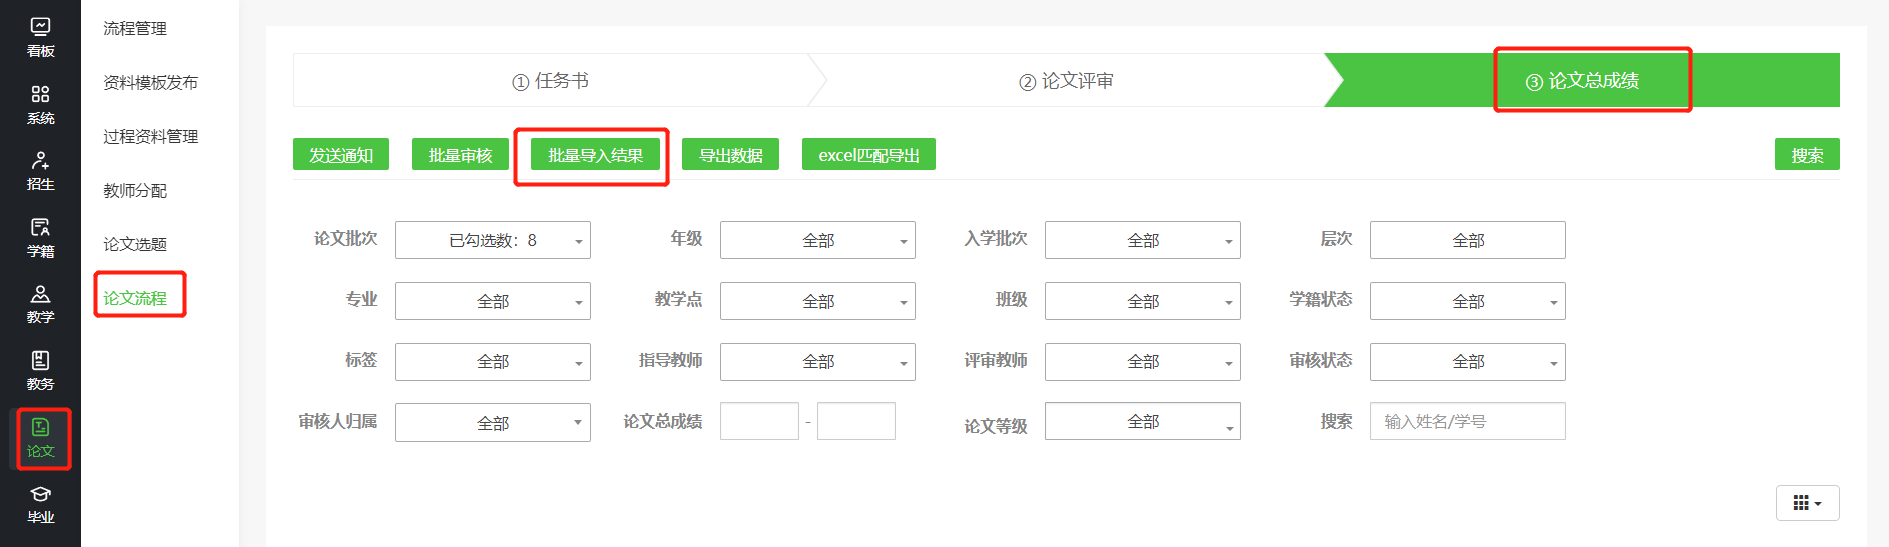 看板
系统
招生
学籍
教学
教务
论文
毕业
流程管理
资料模板发布
过程资料管理
教师分配
论文选题
论文流程
① 任务书
② 论文评审
③ 论文总成绩
发送通知
批量审核
批量导入结果
导出数据
excel匹配导出
搜索
论文批次 已勾选数：8 年级 全部 入学批次 全部 层次 全部
专业 全部 教学点 全部 班级 全部 学籍状态 全部
标签 全部 指导教师 全部 评审教师 全部 审核状态 全部
审核人归属 全部 论文总成绩 - 论文等级 全部 搜索 输入姓名/学号